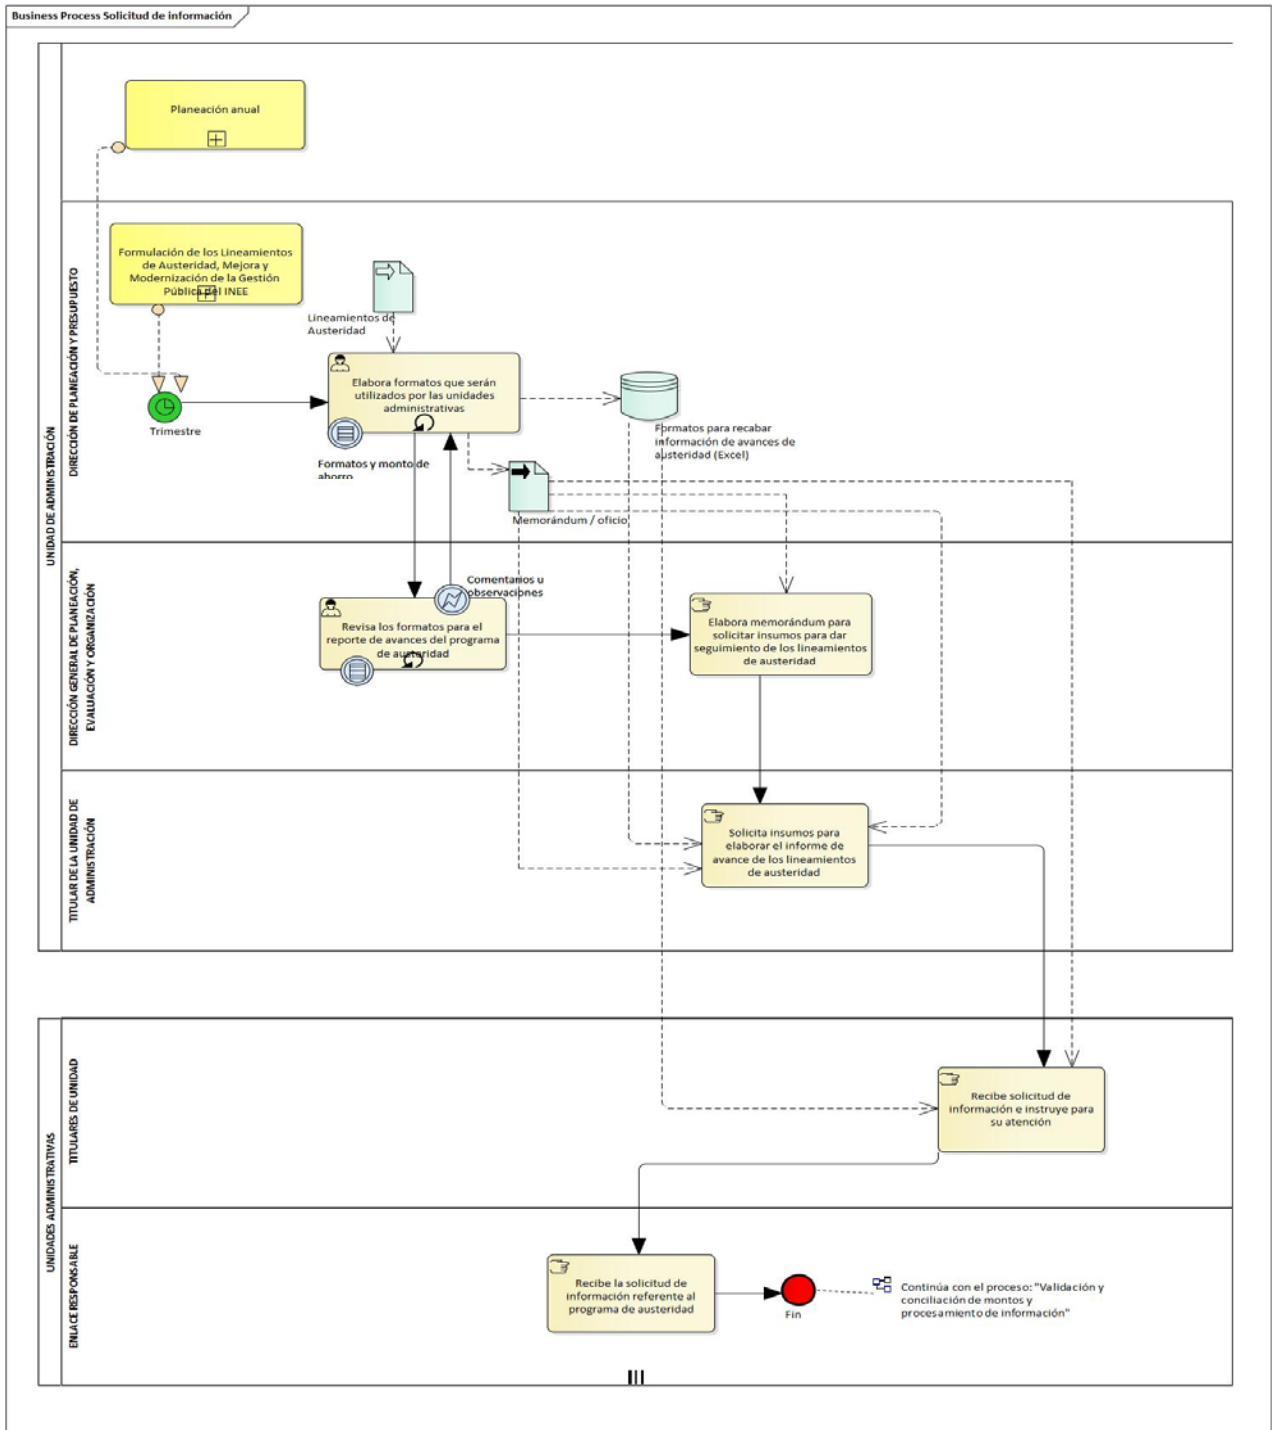 Business Process Solicitud de información
UNIDAD DE ADMINISTRACIÓN
Planeación anual
DIRECCIÓN DE PLANEACIÓN Y PRESUPUESTO
Formulación de los Lineamientos
de Austeridad, Mejora y
Modernización de la Gestión
Pública del INEE
Lineamientos de
Austeridad
Trimestre
Elabora formatos que serán
utilizados por las unidades
administrativas
Formatos y monto de
ahorro
Formatos para recabar
información de avances de
austeridad (Excel)
Memorándum / oficio
DIRECCIÓN GENERAL DE PLANEACIÓN,
EVALUACIÓN Y ORGANIZACIÓN
Comentarios u
observaciones
Revisa los formatos para el
reporte de avances del programa
de austeridad
Elabora memorándum para
solicitar insumos para dar
seguimiento de los lineamientos
de austeridad
TITULAR DE LA UNIDAD DE
ADMINISTRACIÓN
Solicita insumos para
elaborar el informe de
avance de los lineamientos
de austeridad
UNIDADES ADMINISTRATIVAS
TITULARES DE UNIDAD
Recibe solicitud de
información e instruye para
su atención
ENLACE RESPONSABLE
Recibe la solicitud de
información referente al
programa de austeridad
Fin
Continúa con el proceso: "Validación y
conciliación de montos y
procesamiento de información"